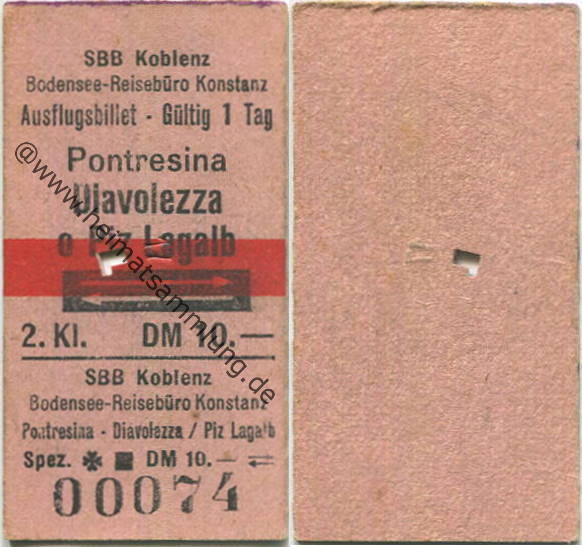 SBB Koblenz
Bodensee-Reisebüro Konstanz
Ausflugsbillet - Gültig 1 Tag
Pontresina
Diavolezza
o Piz Lagalb
2. Kl. DM 10.—
SBB Koblenz
Bodensee-Reisebüro Konstanz
Pontresina - Diavolezza / Piz Lagalb
Spez. ✱ ■ DM 10.— ⇄
00074
@www.heimatsammlung.de